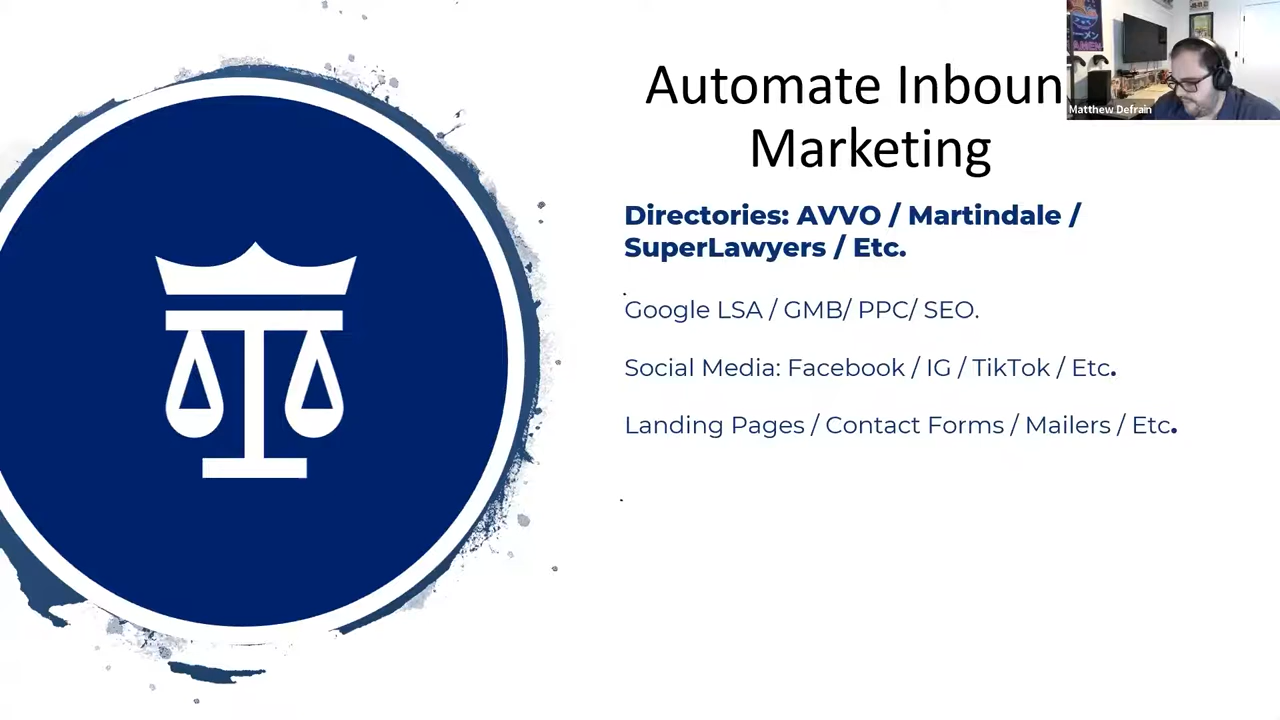 Automate Inboun
Marketing
Matthew Defrain
Directories: AVVO / Martindale /
SuperLawyers / Etc.
Google LSA / GMB/ PPC/ SEO.
Social Media: Facebook / IG / TikTok / Etc.
Landing Pages / Contact Forms / Mailers / Etc.